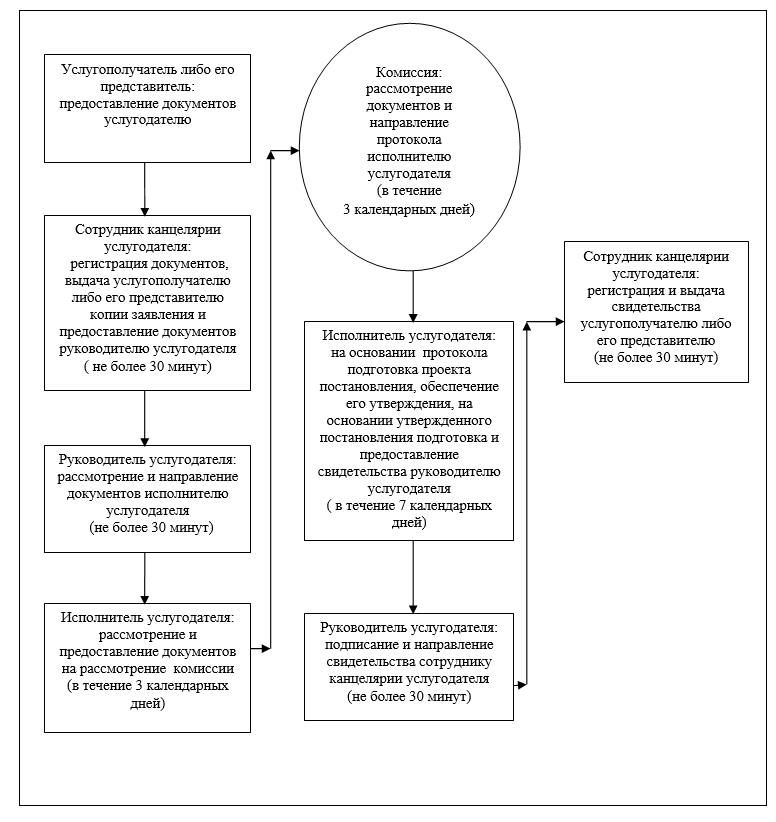 Услугополучатель либо его
представитель:
предоставление документов
услугодателю
Сотрудник канцелярии
услугодателя:
регистрация документов,
выдача услугополучателю
либо его представителю
копии заявления и
предоставление документов
руководителю услугодателя
( не более 30 минут)
Руководитель услугодателя:
рассмотрение и направление
документов исполнителю
услугодателя
(не более 30 минут)
Исполнитель услугодателя:
рассмотрение и
предоставление документов
на рассмотрение комиссии
(в течение 3 календарных
дней)
Комиссия:
рассмотрение
документов и
направление
протокола
исполнителю
услугодателя
(в течение
3 календарных дней)
Исполнитель услугодателя:
на основании протокола
подготовка проекта
постановления, обеспечение
его утверждения, на
основании утвержденного
постановления подготовка и
предоставление
свидетельства руководителю
услугодателя
( в течение 7 календарных
дней)
Руководитель услугодателя:
подписание и направление
свидетельства сотруднику
канцелярии услугодателя
(не более 30 минут)
Сотрудник канцелярии
услугодателя:
регистрация и выдача
свидетельства
услугополучателю либо
его представителю
(не более 30 минут)